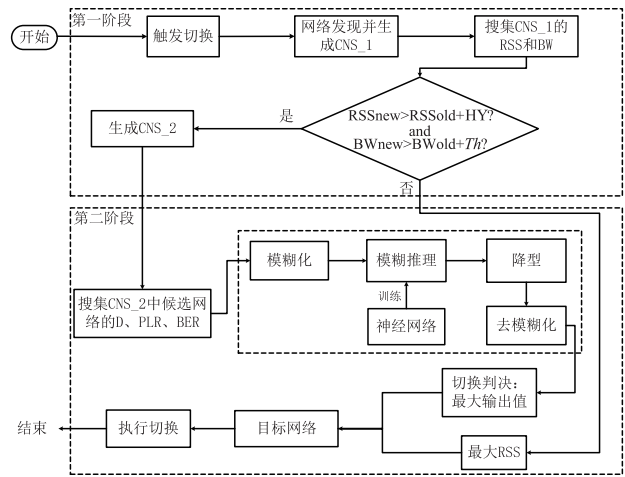 第一阶段
开始
触发切换
网络发现并
生成CNS_1
搜集CNS_1的
RSS和BW
RSSnew>RSSold+HY?
and
BWnew>BWold+Th?
是
生成CNS_2
否
第二阶段
搜集CNS_2中候选网
络的D、PLR、BER
模糊化
模糊推理
降型
训练
神经网络
去模糊化
切换判决:
最大输出值
最大RSS
目标网络
执行切换
结束